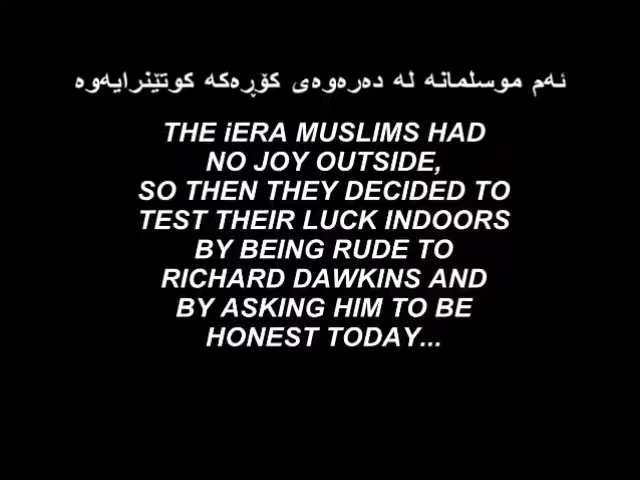 ئەم موسلمانە لە دەرەوەی کۆڕەکە کوتێنرایەوە
THE iERA MUSLIMS HAD
NO JOY OUTSIDE,
SO THEN THEY DECIDED TO
TEST THEIR LUCK INDOORS
BY BEING RUDE TO
RICHARD DAWKINS AND
BY ASKING HIM TO BE
HONEST TODAY...